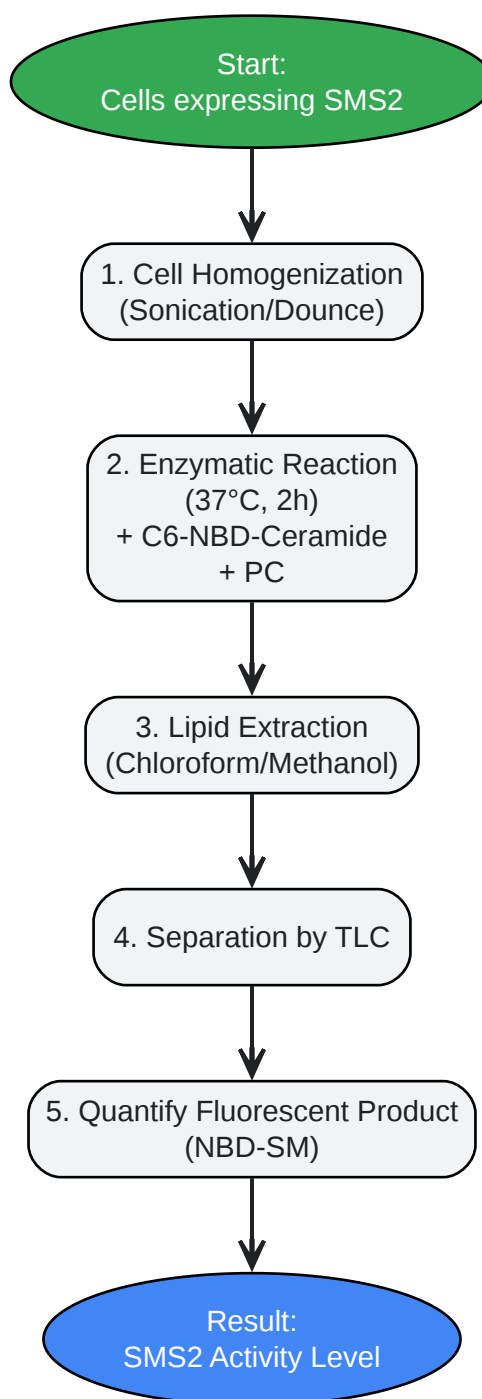 Start:
Cells expressing SMS2
1. Cell Homogenization
(Sonication/Dounce)
2. Enzymatic Reaction
(37°C, 2h)
+ C6-NBD-Ceramide
+ PC
3. Lipid Extraction
(Chloroform/Methanol)
4. Separation by TLC
5. Quantify Fluorescent Product
(NBD-SM)
Result:
SMS2 Activity Level